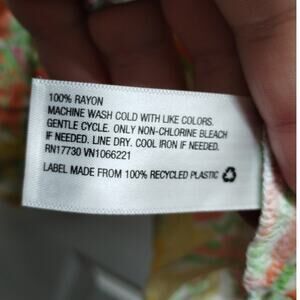 100% RAYON
MACHINE WASH COLD WITH LIKE COLORS.
GENTLE CYCLE. ONLY NON-CHLORINE BLEACH
IF NEEDED. LINE DRY. COOL IRON IF NEEDED.
RN17730 VN1066221
LABEL MADE FROM 100% RECYCLED PLASTIC